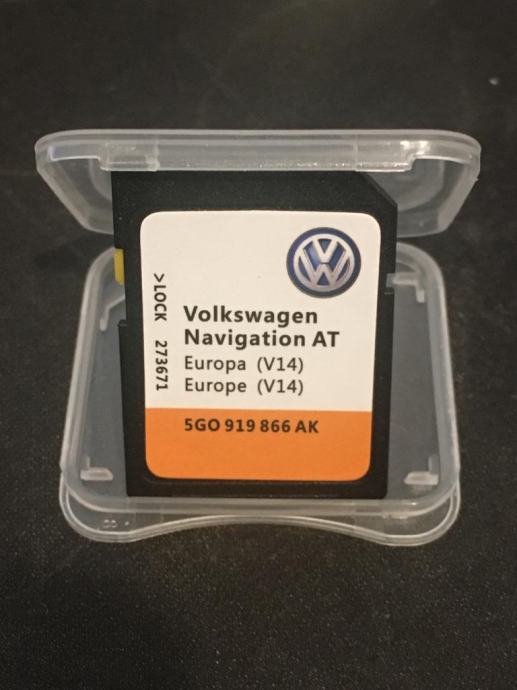 Volkswagen
Navigation AT
Europa (V14)
Europe (V14)
5GO 919 866 AK
>LOCK 273671